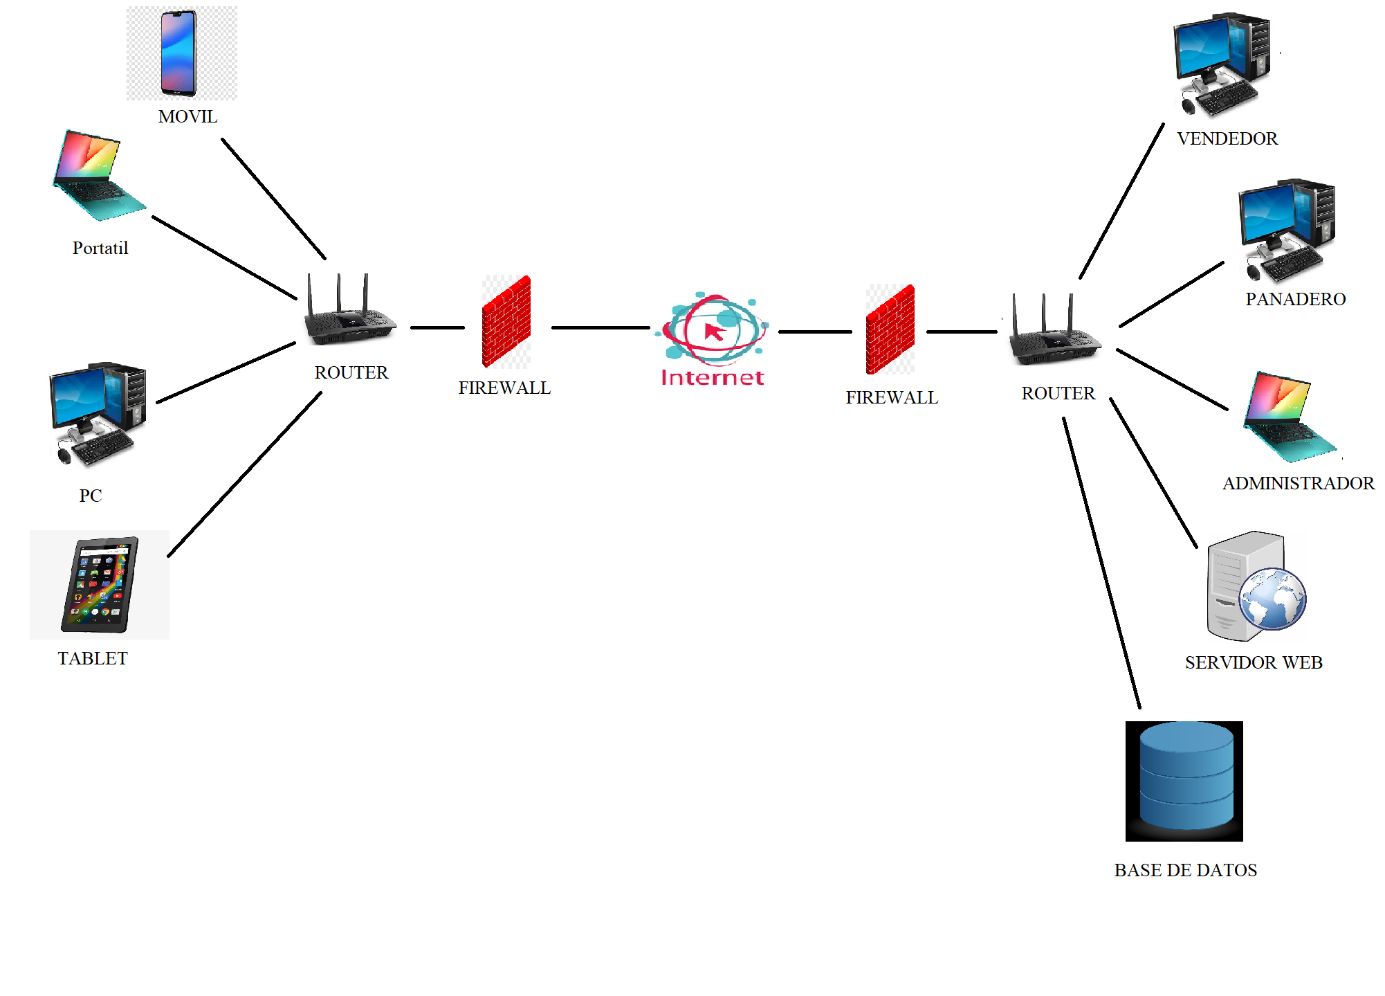 MOVIL
VENDEDOR
Portatil
PANADERO
ROUTER
FIREWALL
Internet
FIREWALL
ROUTER
PC
ADMINISTRADOR
TABLET
SERVIDOR WEB
BASE DE DATOS